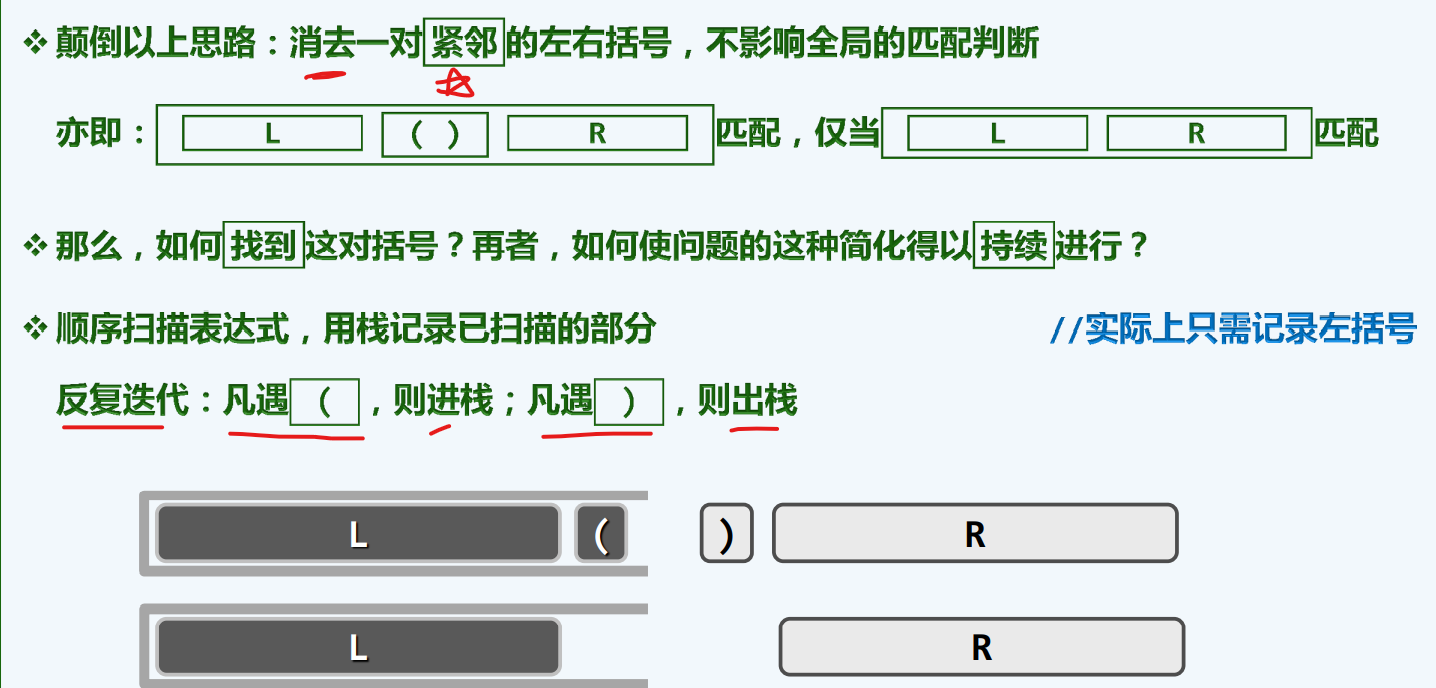 ❖ 颠倒以上思路：消去一对紧邻的左右括号，不影响全局的匹配判断
亦即： L ( ) R 匹配，仅当 L R 匹配
❖ 那么，如何找到这对括号？再者，如何使问题的这种简化得以持续进行？
❖ 顺序扫描表达式，用栈记录已扫描的部分 //实际上只需记录左括号
反复迭代：凡遇 ( ，则进栈；凡遇 ) ，则出栈
L ( ) R
L R